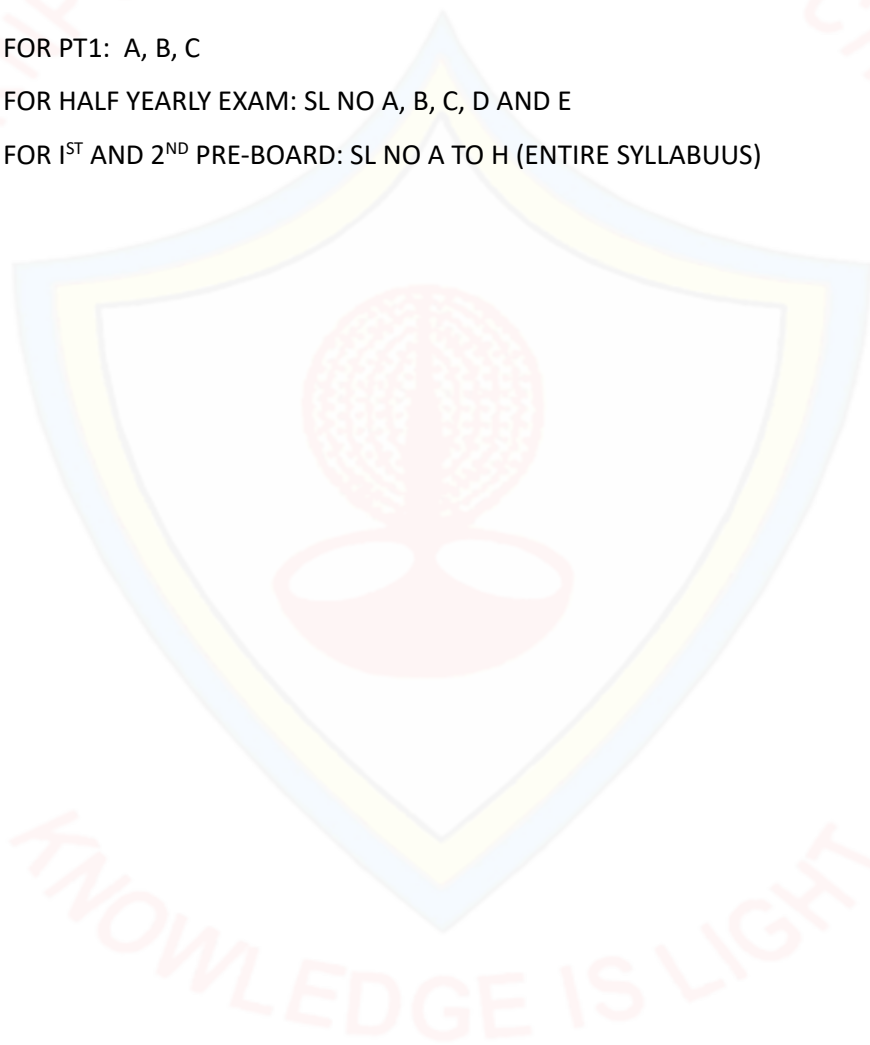 FOR PT1: A, B, C
FOR HALF YEARLY EXAM: SL NO A, B, C, D AND E
FOR IST AND 2ND PRE-BOARD: SL NO A TO H (ENTIRE SYLLABUUS)
KNOWLEDGE IS LIGHT